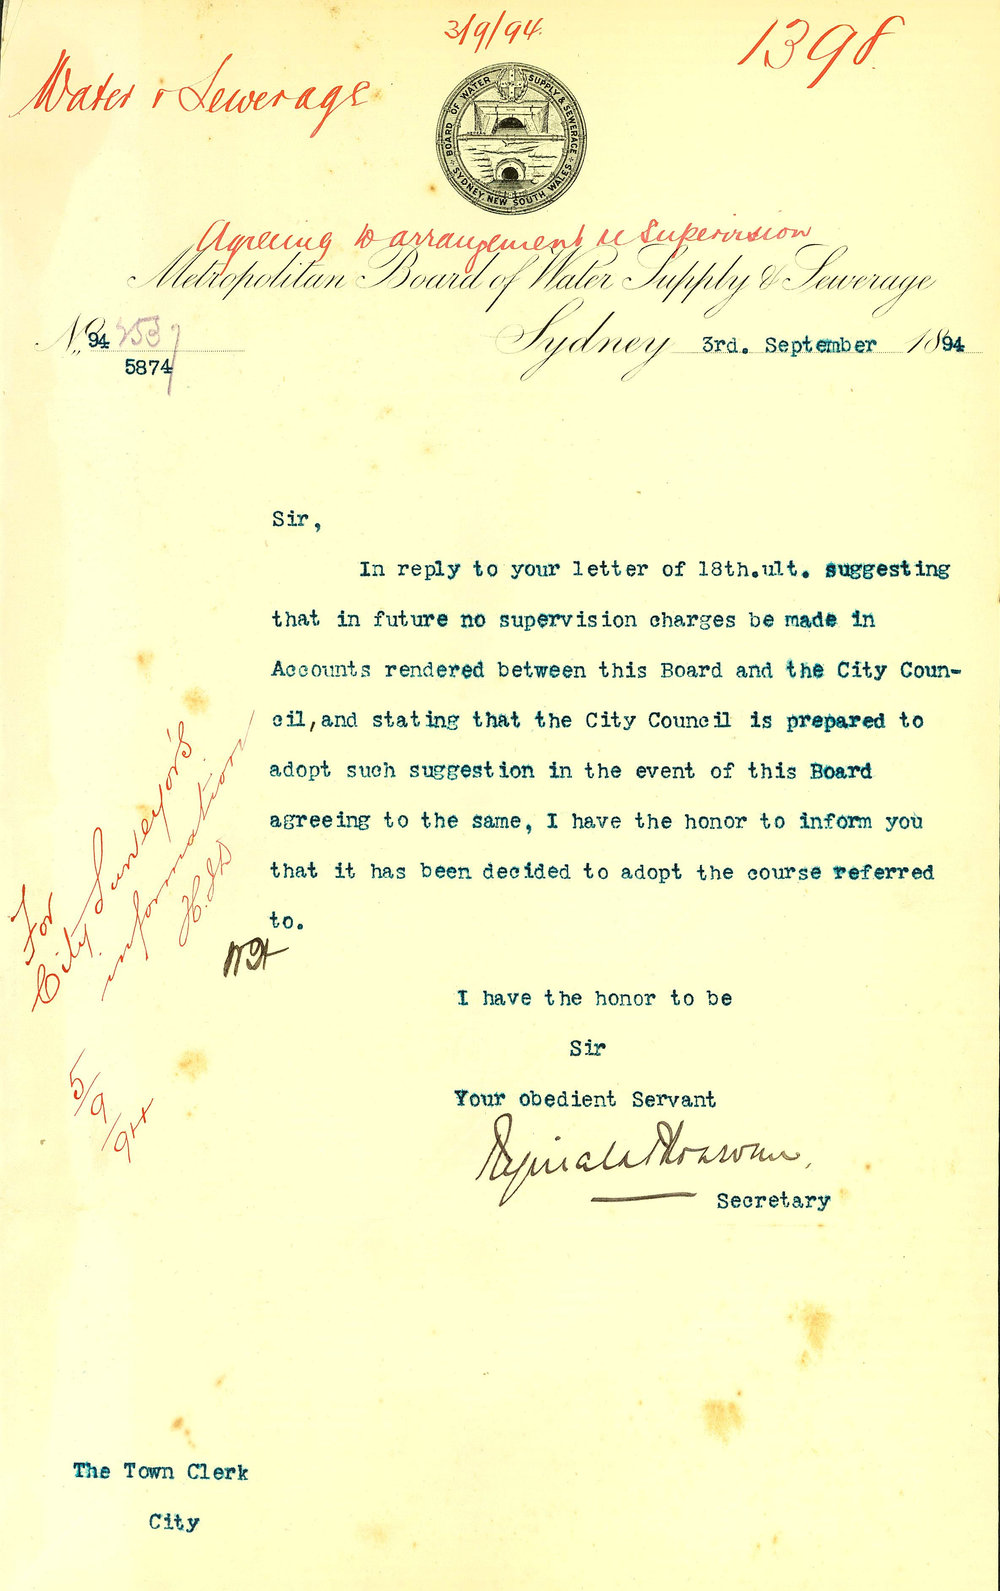 3/9/94.
1398
Water & Sewerage
BOARD OF WATER SUPPLY & SEWERAGE
SYDNEY, NEW SOUTH WALES
Agreeing to arrangement re Supervision
Metropolitan Board of Water Supply & Sewerage
No. 94
5874
Sydney 3rd. September 1894
Sir,
In reply to your letter of 18th.ult. suggesting
that in future no supervision charges be made in
Accounts rendered between this Board and the City Coun-
cil,and stating that the City Council is prepared to
adopt such suggestion in the event of this Board
agreeing to the same, I have the honor to inform you
that it has been decided to adopt the course referred
to.
For
City Surveyor's
information
5/9/94
I have the honor to be
Sir
Your obedient Servant
Secretary
The Town Clerk
City